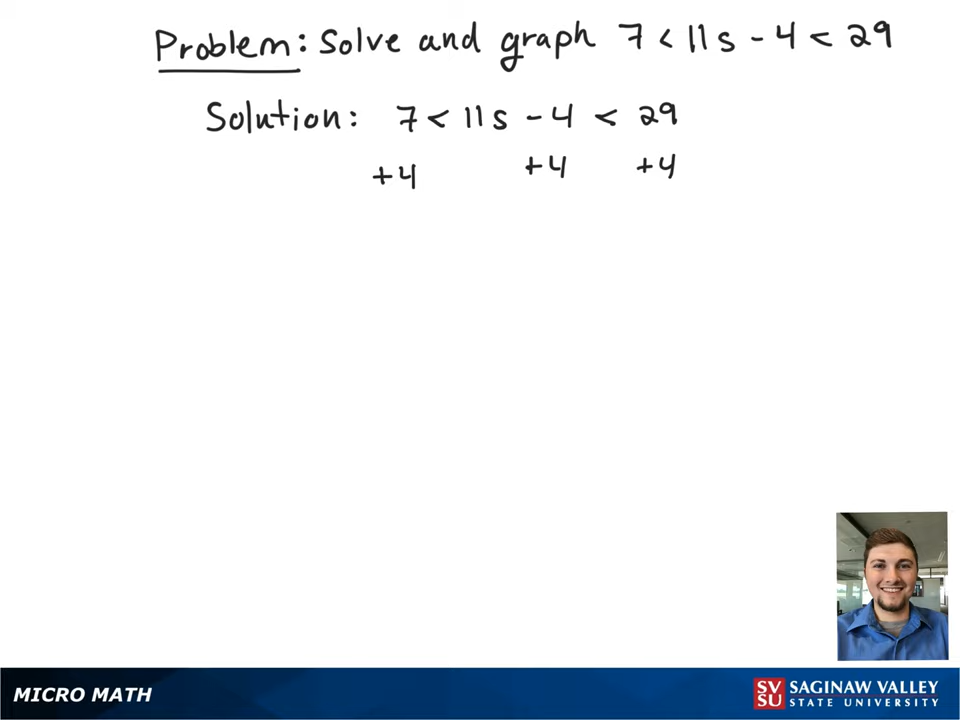 Problem: Solve and graph 7 < 11s - 4 < 29
Solution: 7 < 11s - 4 < 29
+4 +4 +4
MICRO MATH
SV SU SAGINAW VALLEY STATE UNIVERSITY